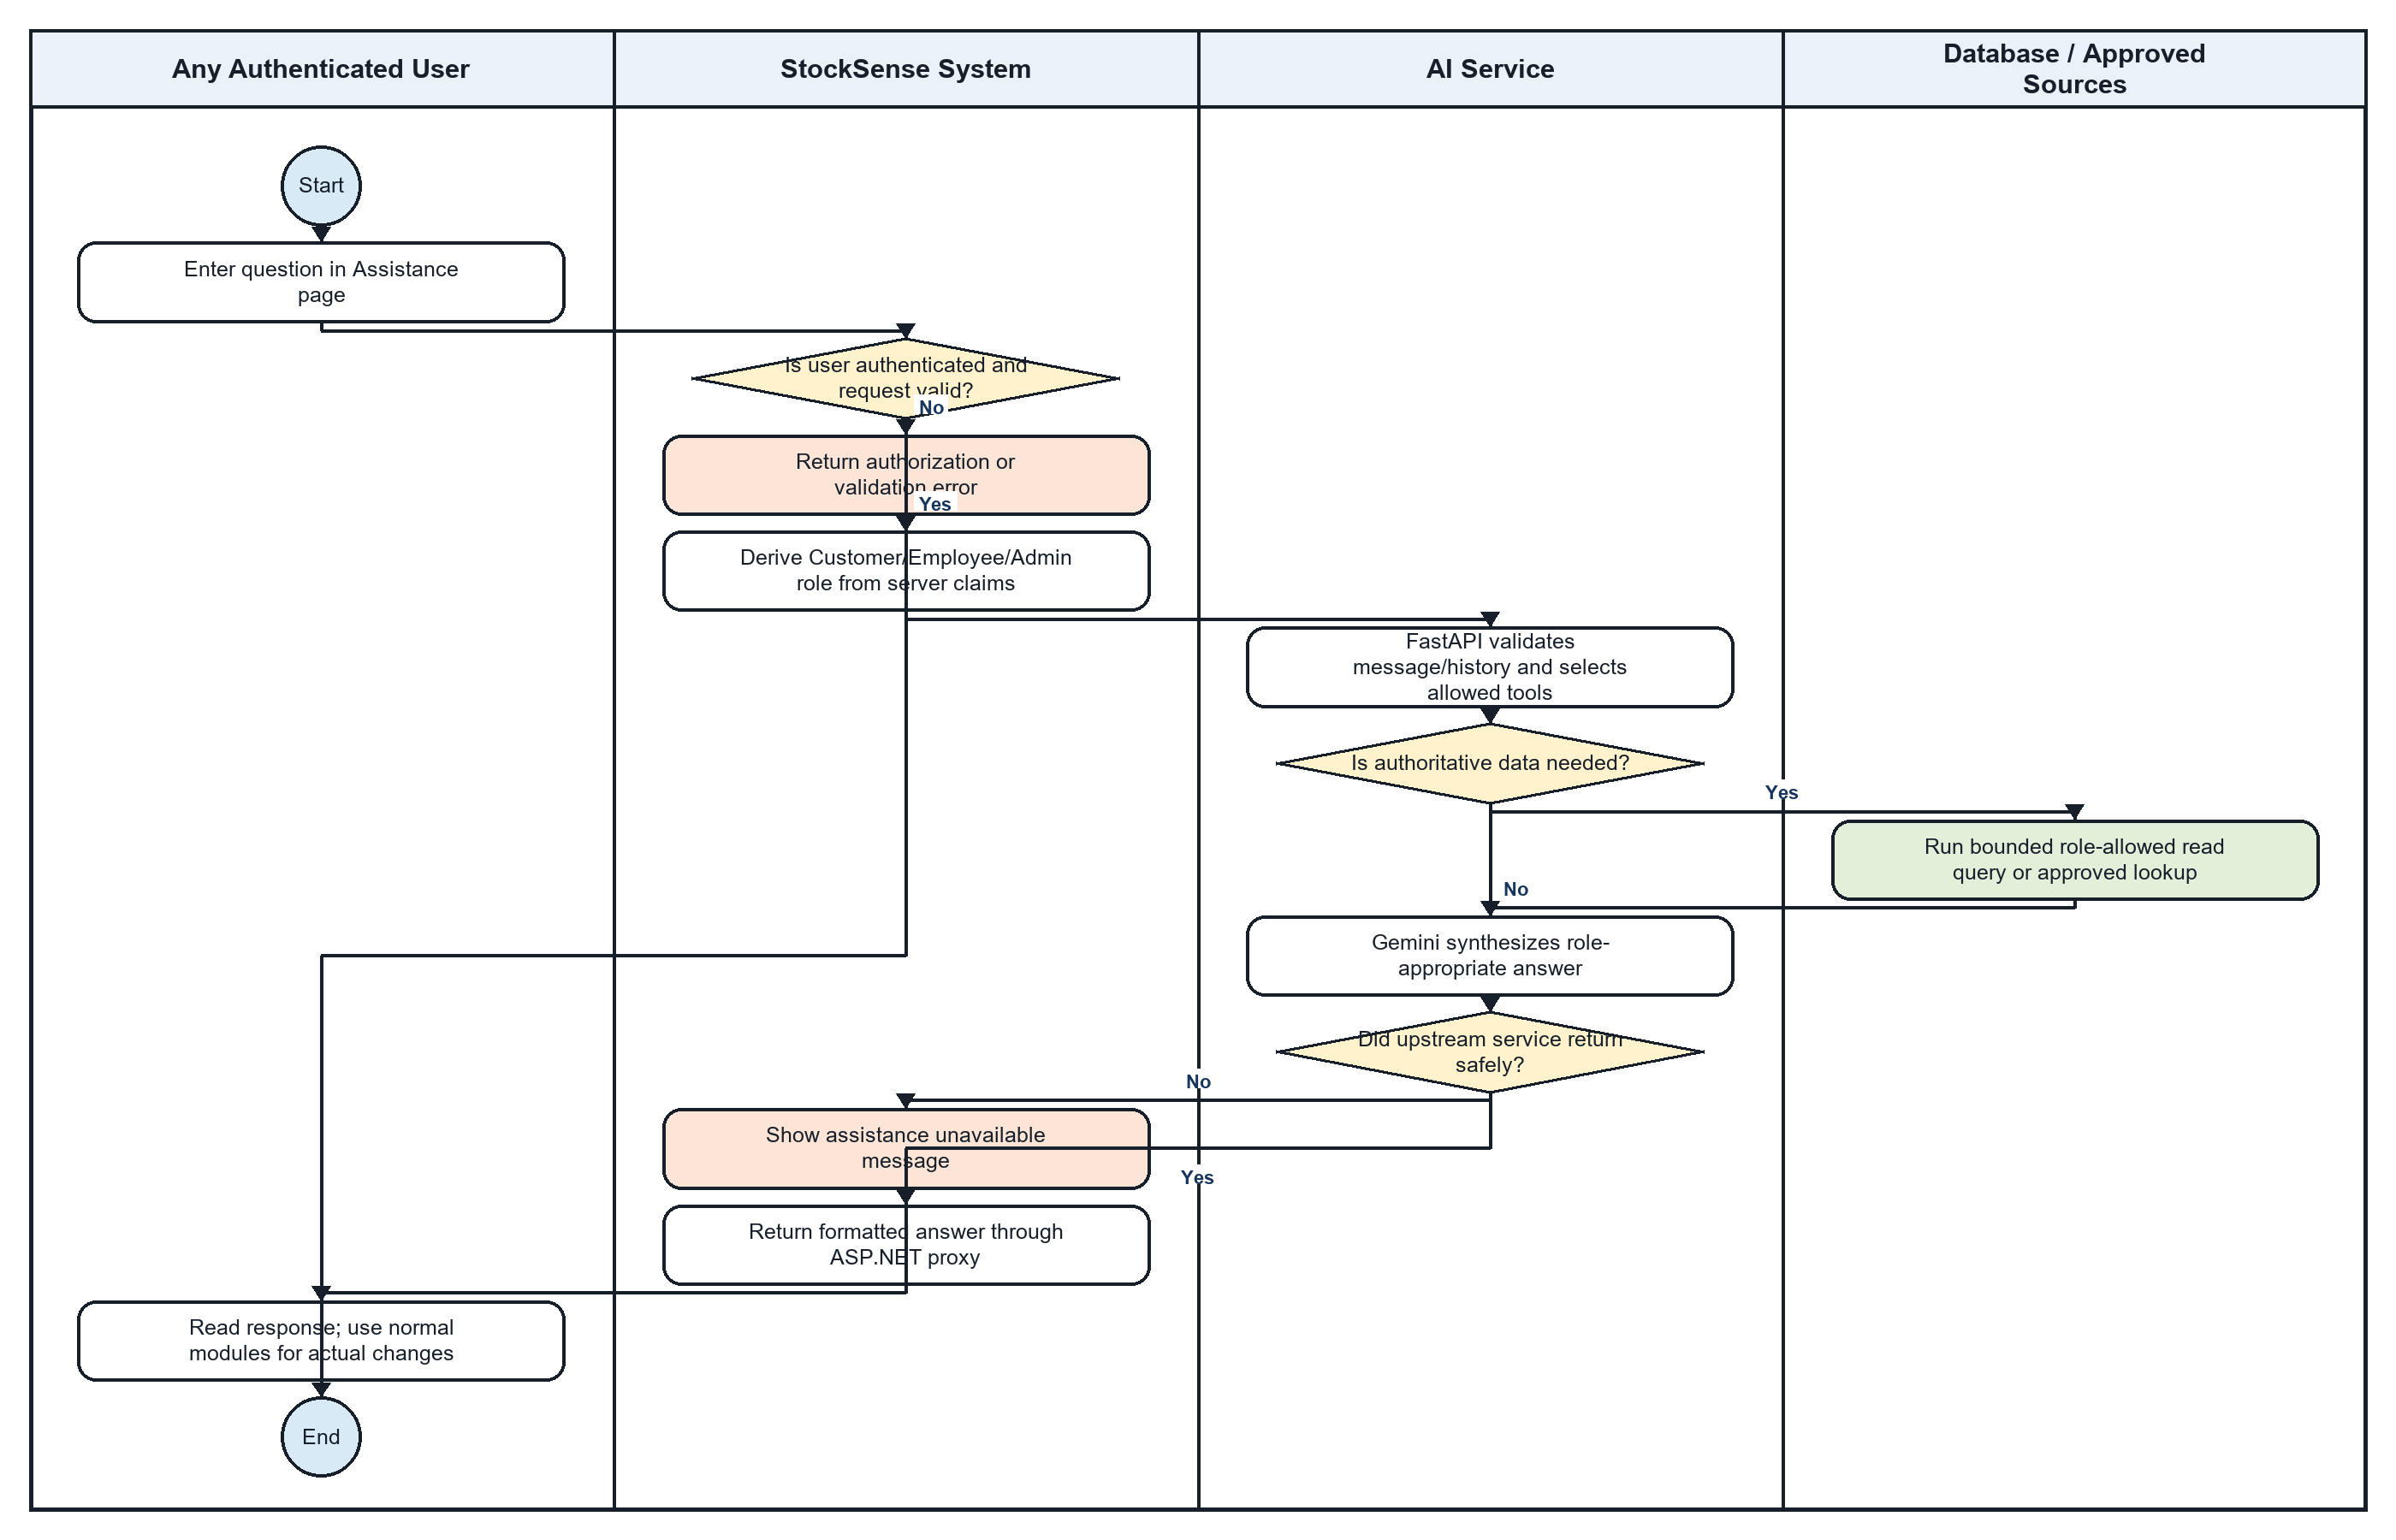 Any Authenticated User
StockSense System
AI Service
Database / Approved
Sources
Start
Enter question in Assistance
page
Is user authenticated and
request valid?
No
Return authorization or
validation error
Yes
Derive Customer/Employee/Admin
role from server claims
FastAPI validates
message/history and selects
allowed tools
Is authoritative data needed?
Yes
Run bounded role-allowed read
query or approved lookup
No
Gemini synthesizes role-
appropriate answer
Did upstream service return
safely?
No
Show assistance unavailable
message
Yes
Return formatted answer through
ASP.NET proxy
Read response; use normal
modules for actual changes
End